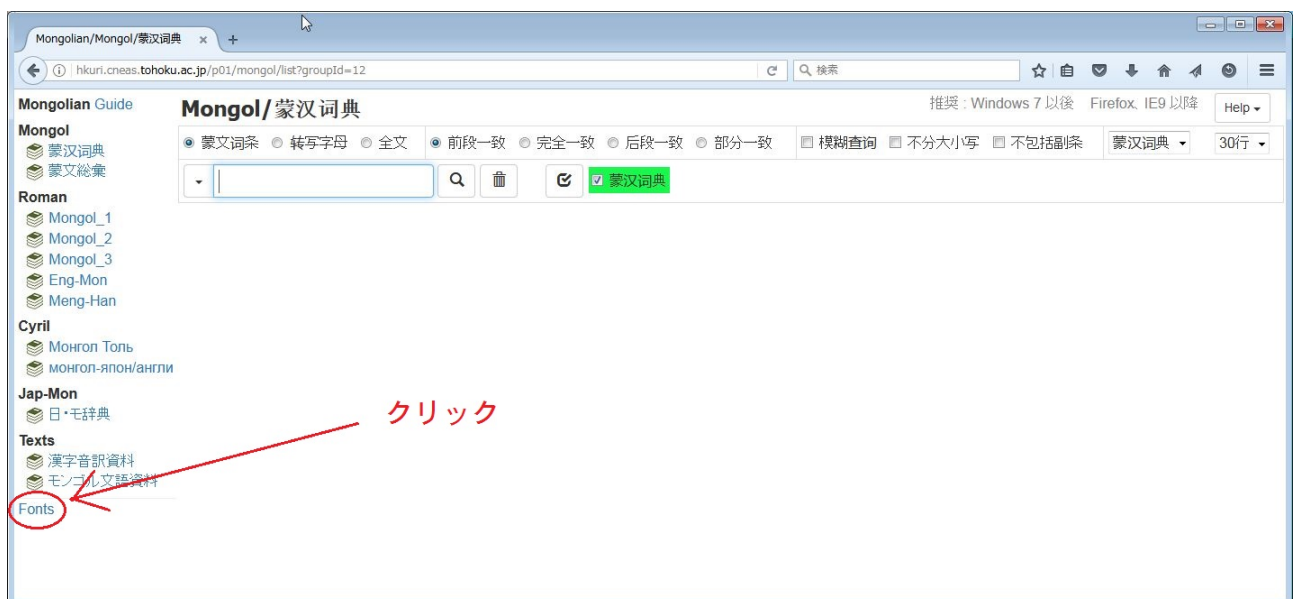 Mongolian/Mongol/蒙汉词典 × +
hkuri.cneas.tohoku.ac.jp/p01/mongol/list?groupId=12
検索
Mongolian Guide
Mongol/蒙汉词典
推奨 : Windows 7 以後 Firefox, IE9 以降
Help
Mongol
蒙汉词典
蒙文総彙
蒙文词条 转写字母 全文 前段一致 完全一致 后段一致 部分一致 模糊查询 不分大小写 不包括副条 蒙汉词典 30行
蒙汉词典
Roman
Mongol_1
Mongol_2
Mongol_3
Eng-Mon
Meng-Han
Cyril
Монгол Толь
монгол-япон/англи
Jap-Mon
日・モ辞典
クリック
Texts
漢字音訳資料
モンゴル文語資料
Fonts